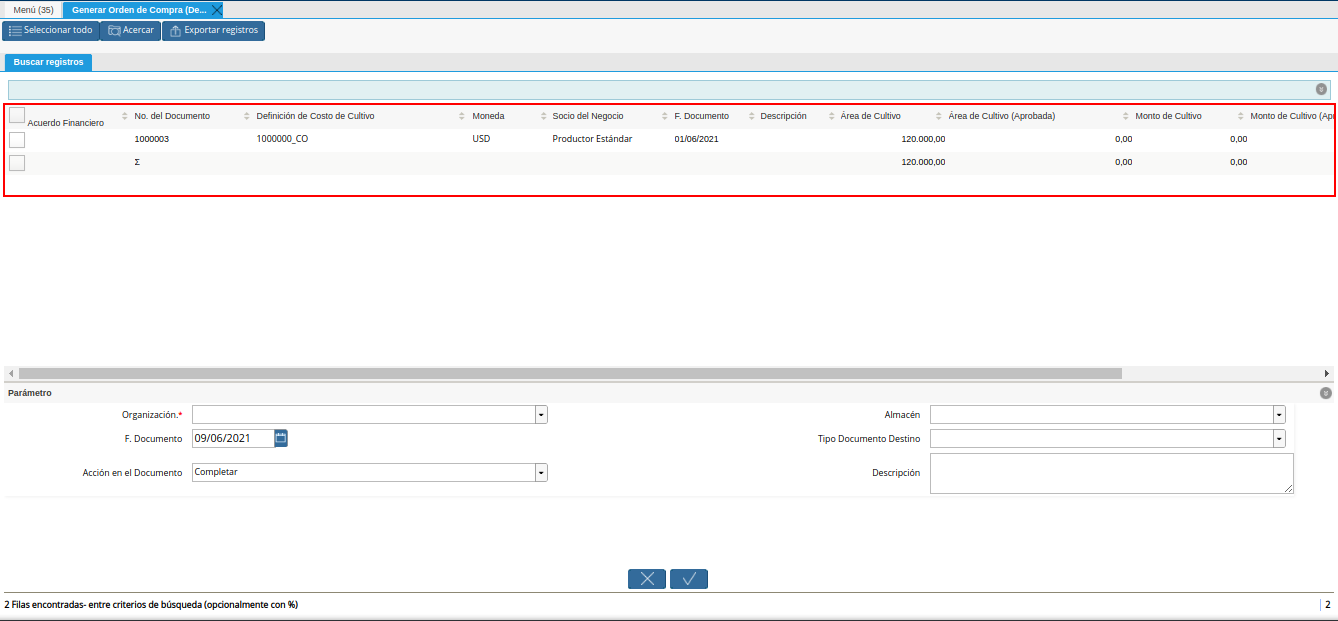 Menú (35) Generar Orden de Compra (De...
Seleccionar todo Acercar Exportar registros
Buscar registros
Acuerdo Financiero No. del Documento Definición de Costo de Cultivo Moneda Socio del Negocio F. Documento Descripción Área de Cultivo Área de Cultivo (Aprobada) Monto de Cultivo Monto de Cultivo (Apr
1000003 1000000_CO USD Productor Estándar 01/06/2021 120.000,00 0,00 0,00
Σ 120.000,00 0,00 0,00
Parámetro
Organización.* Almacén
F. Documento 09/06/2021 Tipo Documento Destino
Acción en el Documento Completar Descripción
2 Filas encontradas- entre criterios de búsqueda (opcionalmente con %) 2